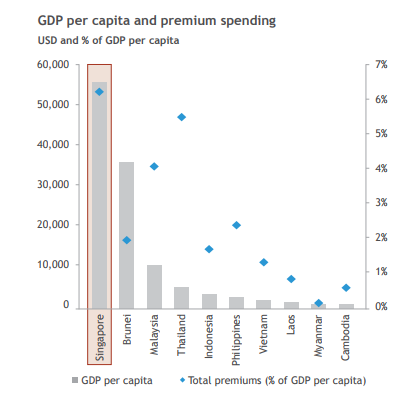 GDP per capita and premium spending
USD and % of GDP per capita
60,000
50,000
40,000
30,000
20,000
10,000
0
7%
6%
5%
4%
3%
2%
1%
0%
Singapore
Brunei
Malaysia
Thailand
Indonesia
Philippines
Vietnam
Laos
Myanmar
Cambodia
GDP per capita
Total premiums (% of GDP per capita)